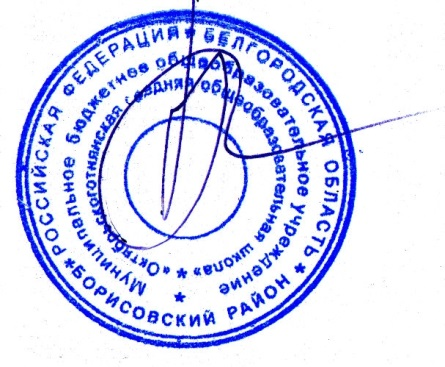 * РОССИЙСКАЯ ФЕДЕРАЦИЯ * БЕЛГОРОДСКАЯ ОБЛАСТЬ * БОРИСОВСКИЙ РАЙОН
* Муниципальное бюджетное общеобразовательное учреждение
* «Октябрьскоготнянская средняя общеобразовательная школа»